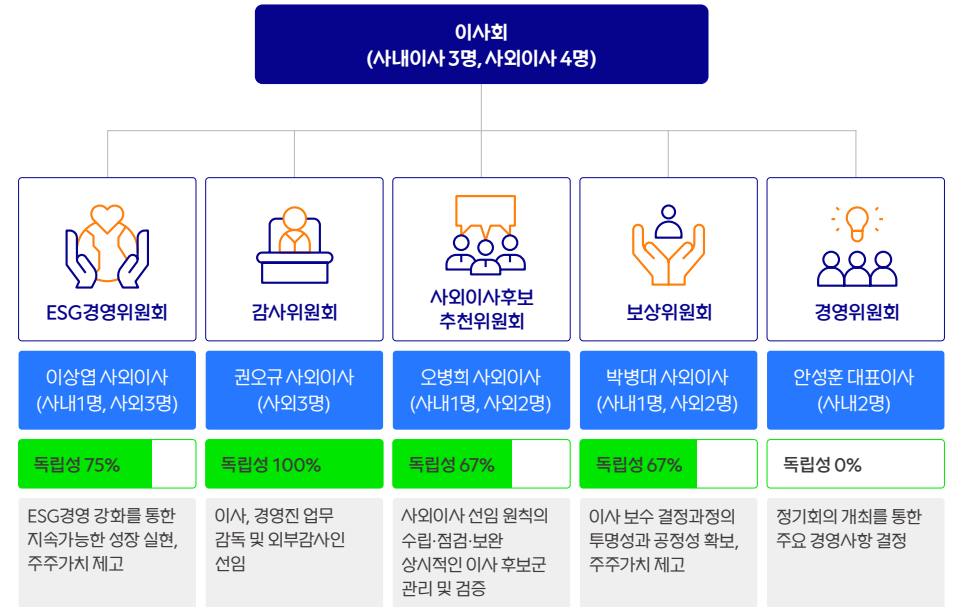 이사회
(사내이사 3명, 사외이사 4명)
ESG경영위원회
이상엽 사외이사
(사내1명, 사외3명)
독립성 75%
ESG경영 강화를 통한
지속가능한 성장 실현,
주주가치 제고
감사위원회
권오규 사외이사
(사외3명)
독립성 100%
이사, 경영진 업무
감독 및 외부감사인
선임
사외이사후보
추천위원회
오병희 사외이사
(사내1명, 사외2명)
독립성 67%
사외이사 선임 원칙의
수립·점검·보완
상시적인 이사 후보군
관리 및 검증
보상위원회
박병대 사외이사
(사내1명, 사외2명)
독립성 67%
이사 보수 결정과정의
투명성과 공정성 확보,
주주가치 제고
경영위원회
안성훈 대표이사
(사내2명)
독립성 0%
정기회의 개최를 통한
주요 경영사항 결정